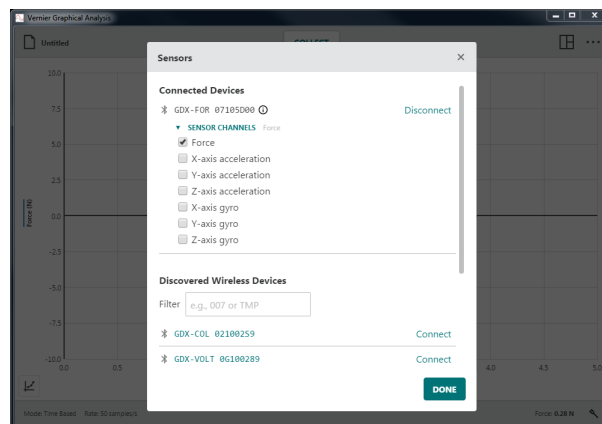 Vernier Graphical Analysis
Untitled
COLLECT
Sensors
Connected Devices
GDX-FOR 07105D00
Disconnect
SENSOR CHANNELS Force
Force
X-axis acceleration
Y-axis acceleration
Z-axis acceleration
X-axis gyro
Y-axis gyro
Z-axis gyro
Discovered Wireless Devices
Filter e.g., 007 or TMP
GDX-COL 021002S9 Connect
GDX-VOLT 0G100289 Connect
DONE
Force (N)
10.0
7.5
5.0
2.5
0.0
-2.5
-5.0
-7.5
-10.0
0.0 0.5 4.0 4.5 5.0
Mode: Time Based Rate: 50 samples/s
Force: 0.28 N